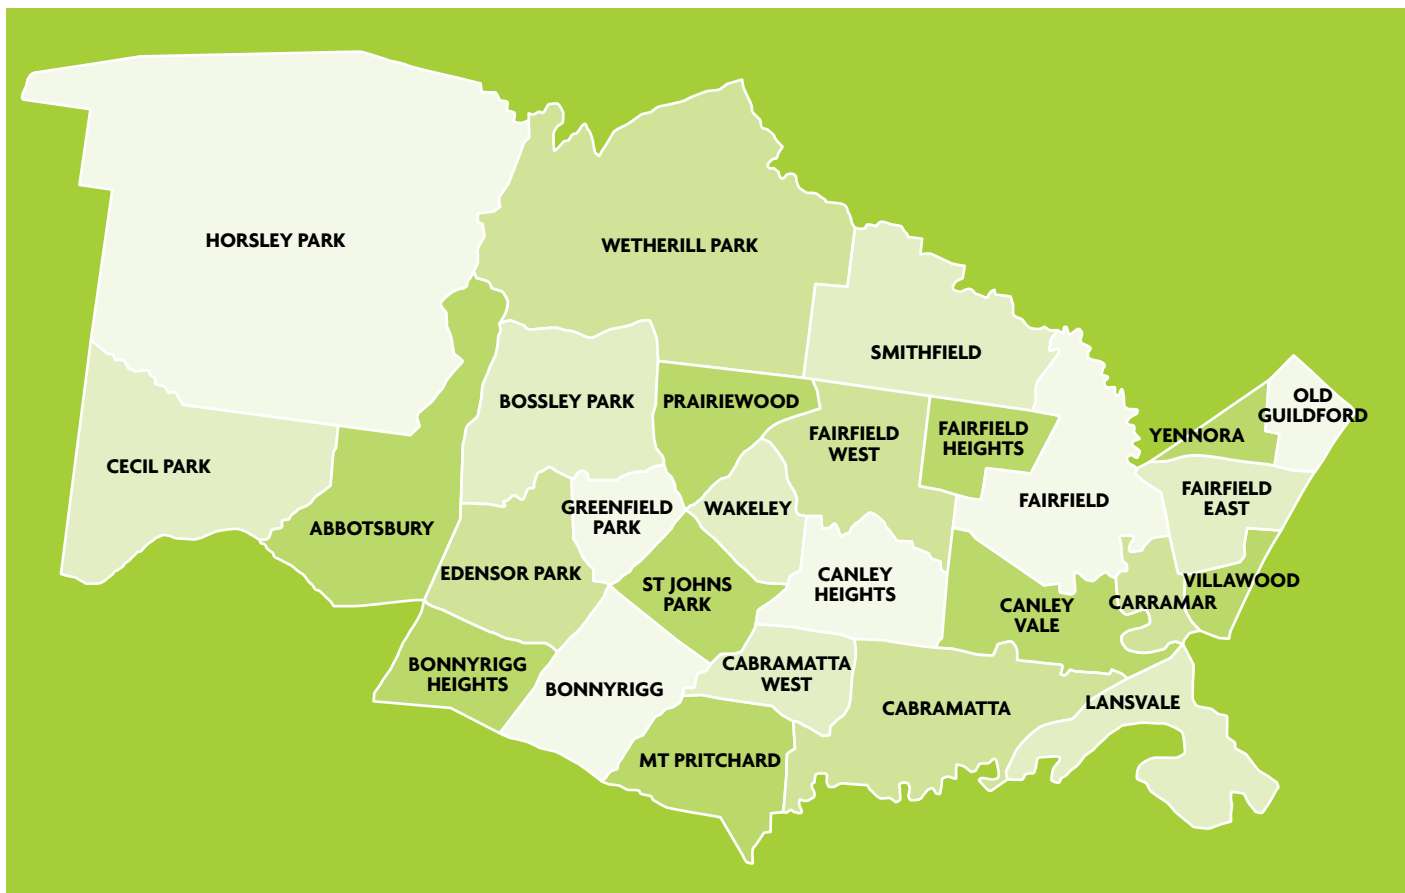 HORSLEY PARK
WETHERILL PARK
SMITHFIELD
CECIL PARK
ABBOTSBURY
BOSSLEY PARK
PRAIRIEWOOD
FAIRFIELD
WEST
FAIRFIELD
HEIGHTS
FAIRFIELD
YENNORA
OLD
GUILDFORD
FAIRFIELD
EAST
GREENFIELD
PARK
WAKELEY
EDENSOR PARK
ST JOHNS
PARK
CANLEY
HEIGHTS
CANLEY
VALE
CARRAMAR
VILLAWOOD
BONNYRIGG
HEIGHTS
BONNYRIGG
CABRAMATTA
WEST
CABRAMATTA
LANSVALE
MT PRITCHARD